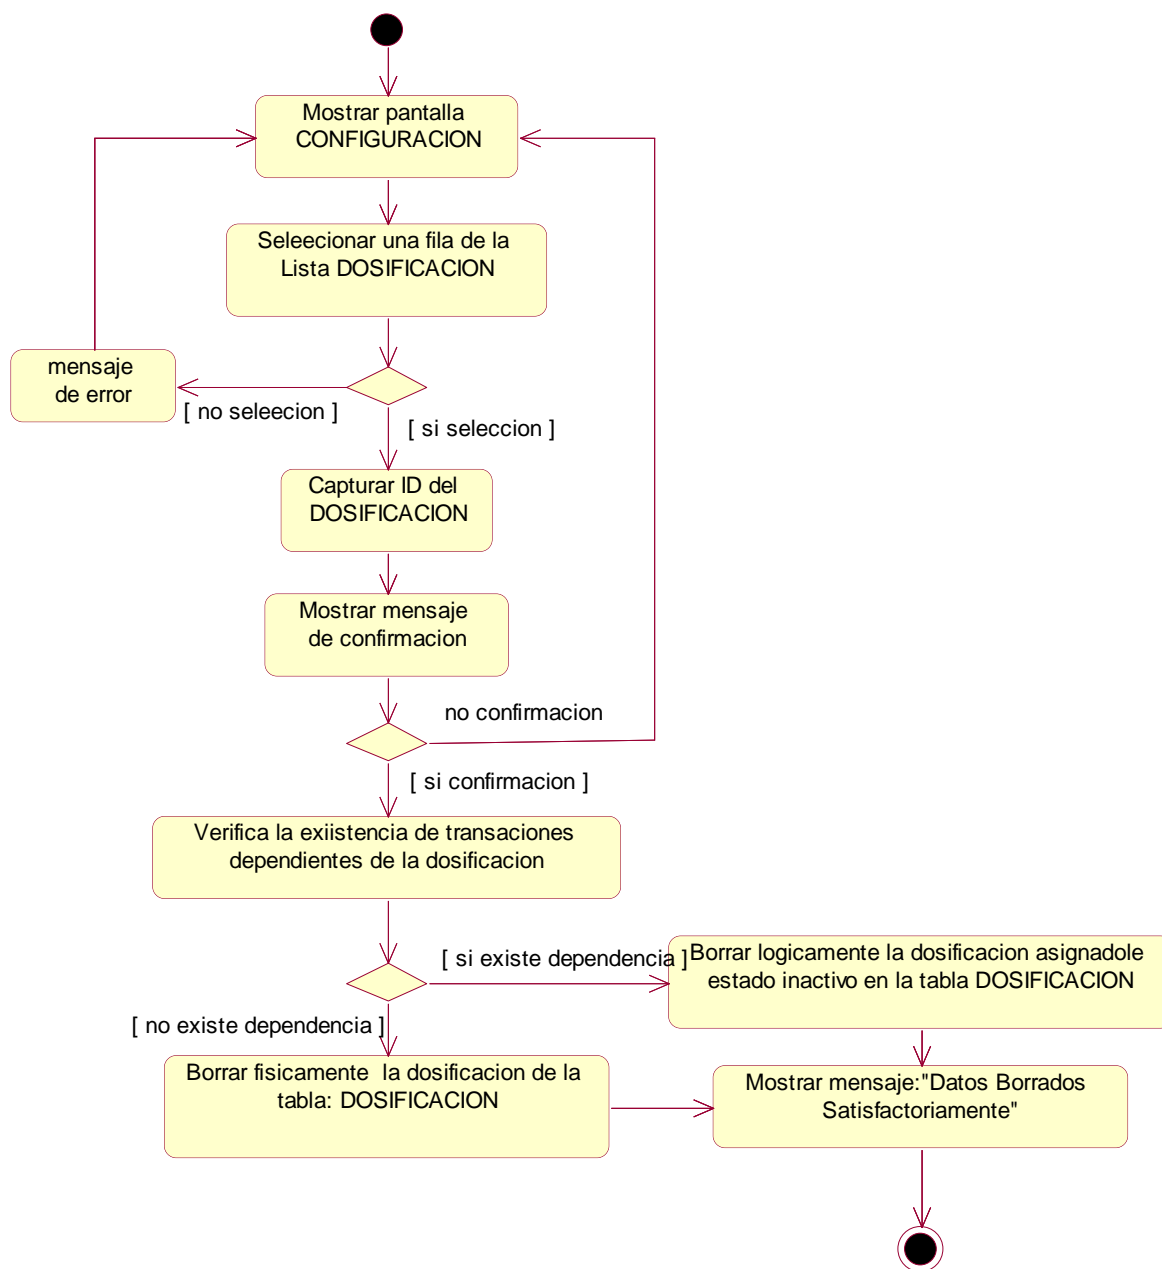 Mostrar pantalla
CONFIGURACION
Seleecionar una fila de la
Lista DOSIFICACION
mensaje
de error
[ no seleecion ]
[ si seleccion ]
Capturar ID del
DOSIFICACION
Mostrar mensaje
de confirmacion
no confirmacion
[ si confirmacion ]
Verifica la exiistencia de transaciones
dependientes de la dosificacion
[ si existe dependencia ]
Borrar logicamente la dosificacion asignadole
estado inactivo en la tabla DOSIFICACION
[ no existe dependencia ]
Borrar fisicamente  la dosificacion de la
tabla: DOSIFICACION
Mostrar mensaje:"Datos Borrados
Satisfactoriamente"